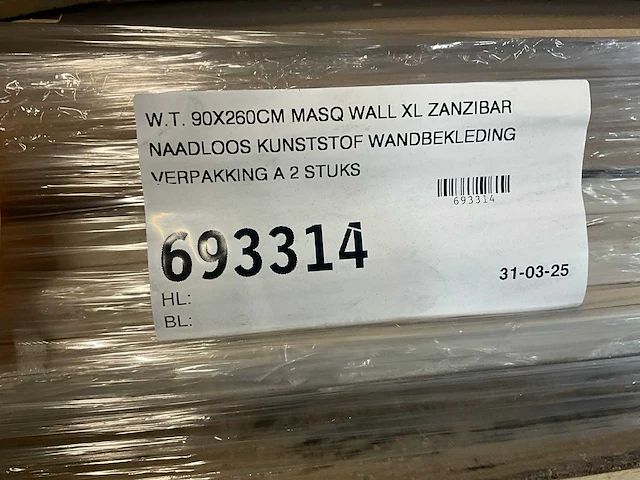 W.T. 90X260CM MASQ WALL XL ZANZIBAR
NAADLOOS KUNSTSTOF WANDBEKLEDING
VERPAKKING A 2 STUKS
693314
693314
31-03-25
HL:
BL: